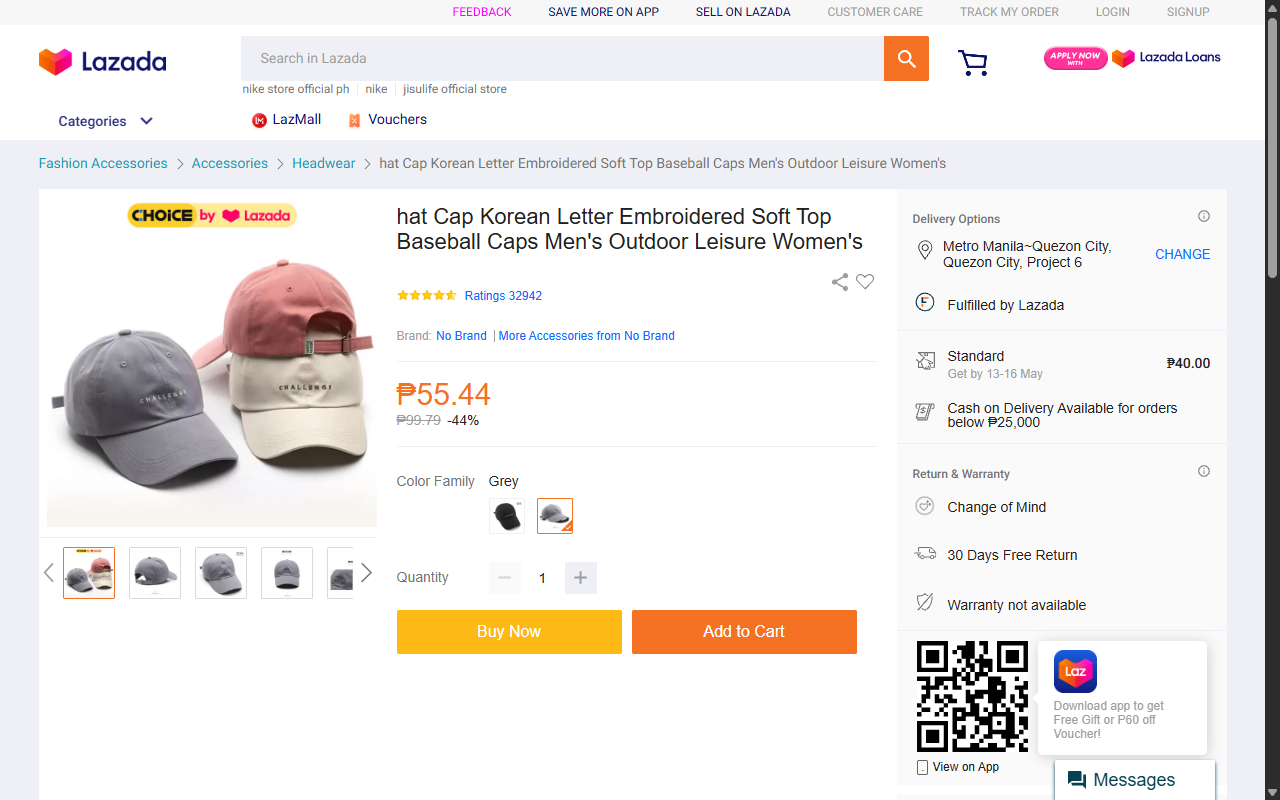 FEEDBACK
SAVE MORE ON APP
SELL ON LAZADA
CUSTOMER CARE
TRACK MY ORDER
LOGIN
SIGNUP
Lazada
Search in Lazada
APPLY NOW
WITH
Lazada Loans
nike store official ph
nike
jisulife official store
Categories
LazMall
Vouchers
Fashion Accessories
Accessories
Headwear
hat Cap Korean Letter Embroidered Soft Top Baseball Caps Men's Outdoor Leisure Women's
CHOiCE by Lazada
CHALLENGE
CHALLENGE
hat Cap Korean Letter Embroidered Soft Top
Baseball Caps Men's Outdoor Leisure Women's
Ratings 32942
Brand: No Brand | More Accessories from No Brand
₱55.44
₱99.79 -44%
Color Family Grey
Quantity
1
Buy Now
Add to Cart
Delivery Options
Metro Manila~Quezon City,
Quezon City, Project 6
CHANGE
Fulfilled by Lazada
Standard
₱40.00
Get by 13-16 May
Cash on Delivery Available for orders
below ₱25,000
Return & Warranty
Change of Mind
30 Days Free Return
Warranty not available
Laz
Download app to get
Free Gift or P60 off
Voucher!
View on App
Messages